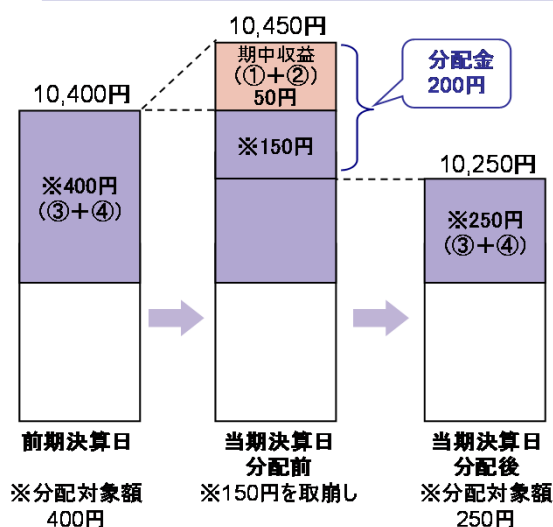 10,450円
期中収益
(①+②)
50円
分配金
200円
10,400円
※150円
10,250円
※400円
(③+④)
※250円
(③+④)
前期決算日
※分配対象額
400円
当期決算日
分配前
※150円を取崩し
当期決算日
分配後
※分配対象額
250円